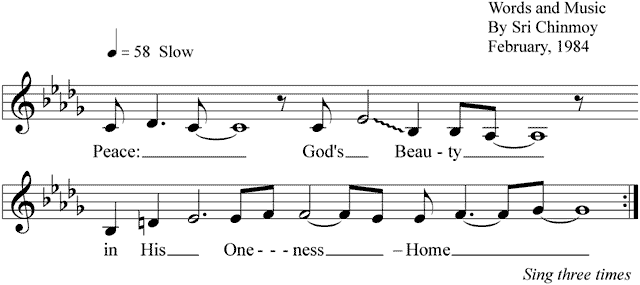 Words and Music
By Sri Chinmoy
February, 1984
= 58 Slow
Peace: God's Beau - ty
in His One - - - ness – Home
Sing three times